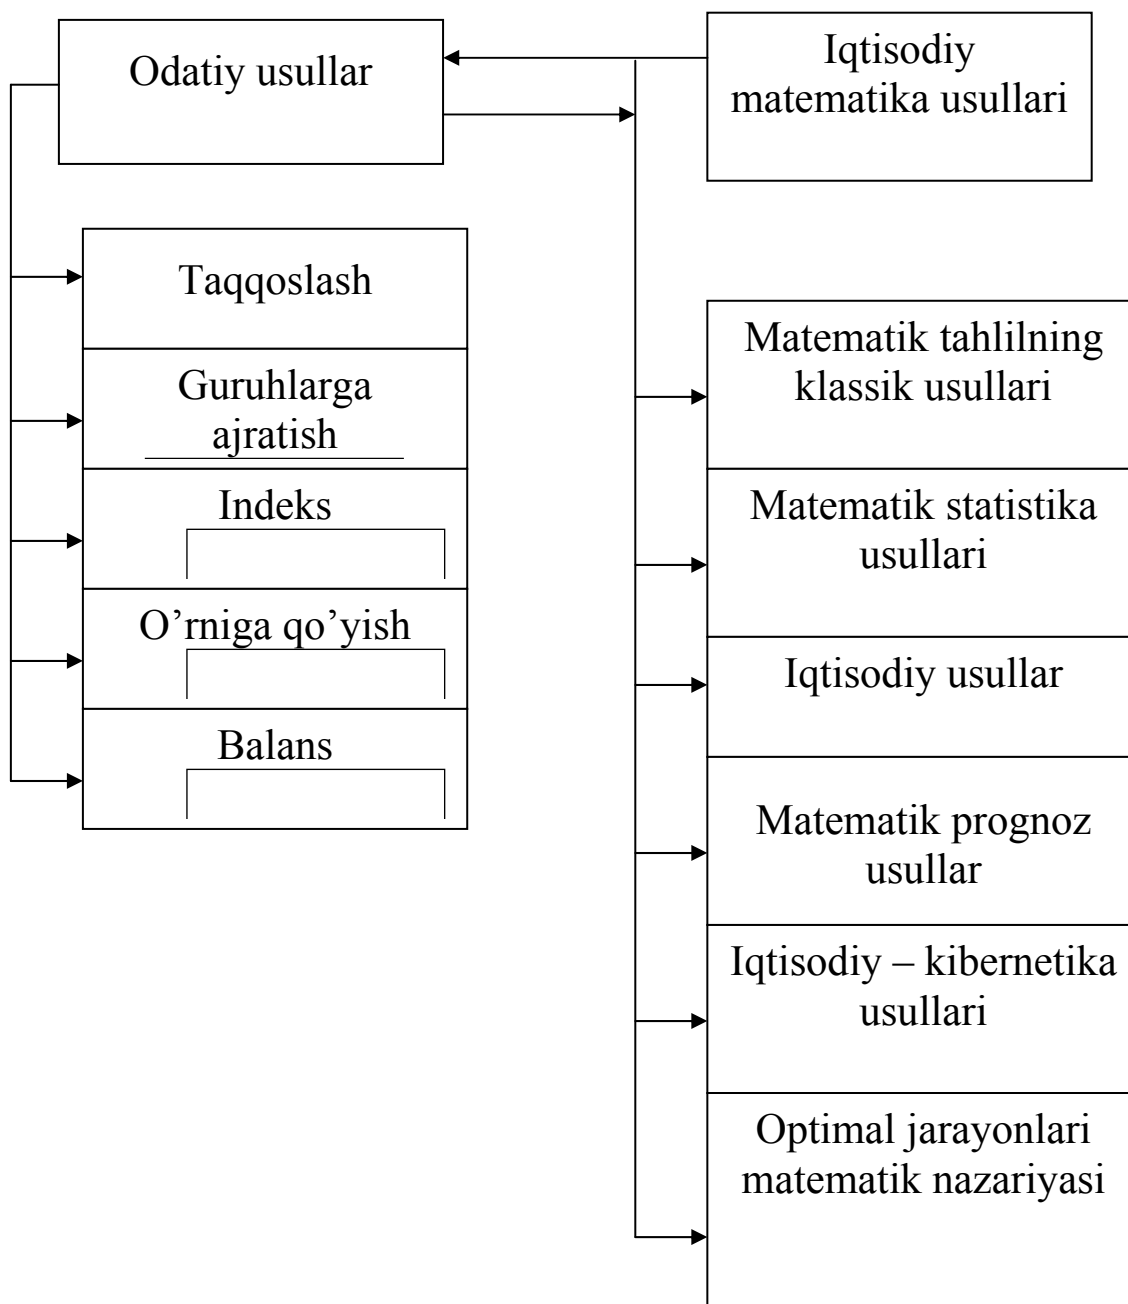 Odatiy usullar
Iqtisodiy
matematika usullari
Taqqoslash
Guruhlarga
ajratish
Indeks
O’rniga qo’yish
Balans
Matematik tahlilning
klassik usullari
Matematik statistika
usullari
Iqtisodiy usullar
Matematik prognoz
usullar
Iqtisodiy – kibernetika
usullari
Optimal jarayonlari
matematik nazariyasi